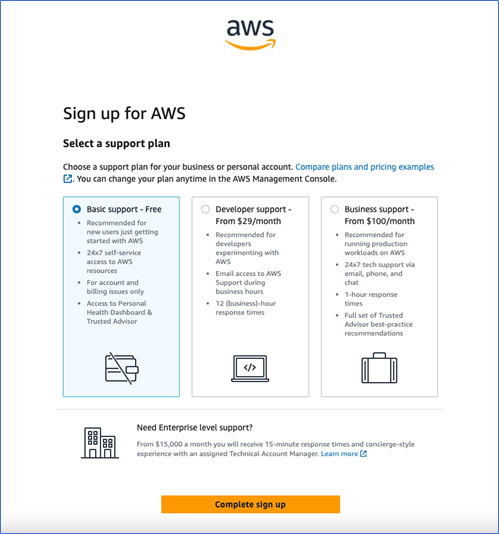 aws
Sign up for AWS
Select a support plan
Choose a support plan for your business or personal account. Compare plans and pricing examples
. You can change your plan anytime in the AWS Management Console.
Basic support - Free
• Recommended for
new users just getting
started with AWS
• 24x7 self-service
access to AWS
resources
• For account and
billing issues only
• Access to Personal
Health Dashboard &
Trusted Advisor
Developer support -
From $29/month
• Recommended for
developers
experimenting with
AWS
• Email access to AWS
Support during
business hours
• 12 (business)-hour
response times
</>
Business support -
From $100/month
• Recommended for
running production
workloads on AWS
• 24x7 tech support via
email, phone, and
chat
• 1-hour response
times
• Full set of Trusted
Advisor best-practice
recommendations
Need Enterprise level support?
From $15,000 a month you will receive 15-minute response times and concierge-style
experience with an assigned Technical Account Manager. Learn more
Complete sign up